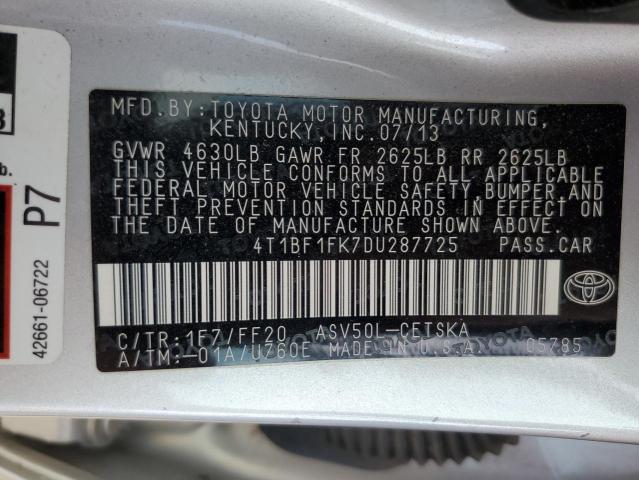 MFD. BY: TOYOTA MOTOR MANUFACTURING,
KENTUCKY, INC. 07/13
GVWR 4630LB GAWR FR 2625LB RR 2625LB
THIS VEHICLE CONFORMS TO ALL APPLICABLE
FEDERAL MOTOR VEHICLE SAFETY, BUMPER, AND
THEFT PREVENTION STANDARDS IN EFFECT ON
THE DATE OF MANUFACTURE SHOWN ABOVE.
4T1BF1FK7DU287725 PASS.CAR
C/TR: 1F7/FF20 ASV50L-CETSKA
A/TM: -01A/U760E MADE IN U.S.A. 05785
P7
42661-06722
b.